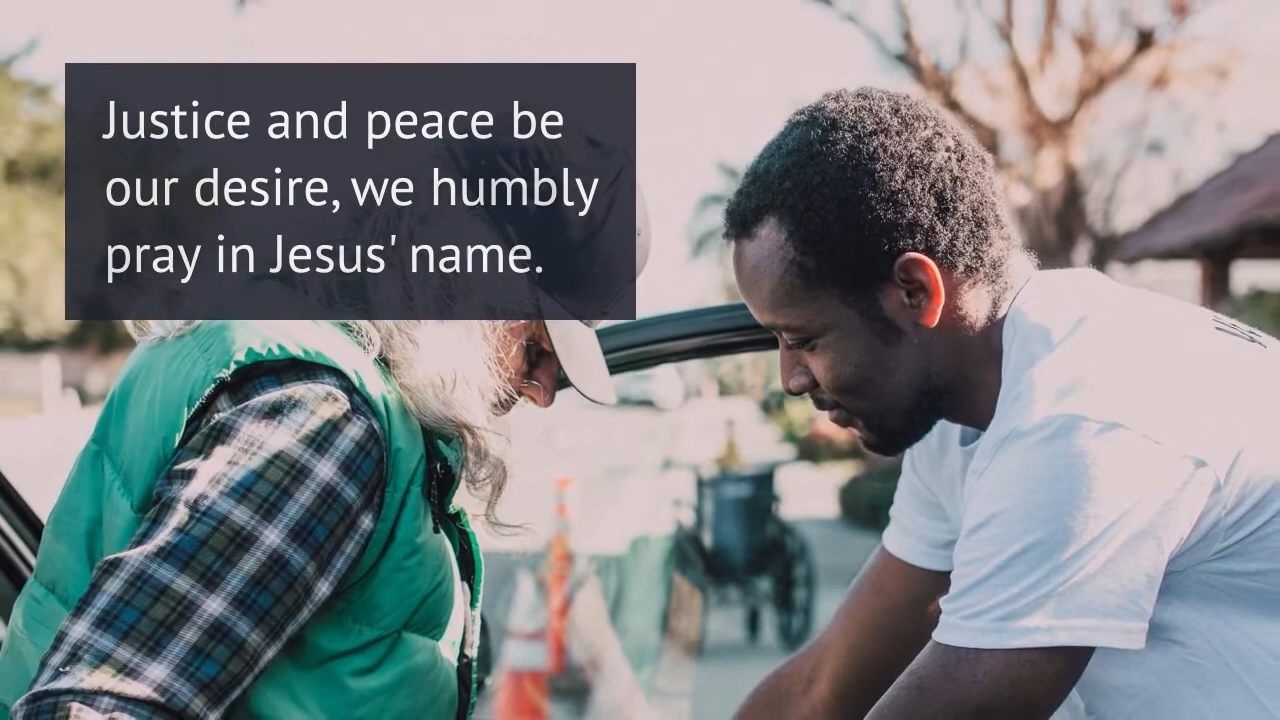 Justice and peace be
our desire, we humbly
pray in Jesus' name.